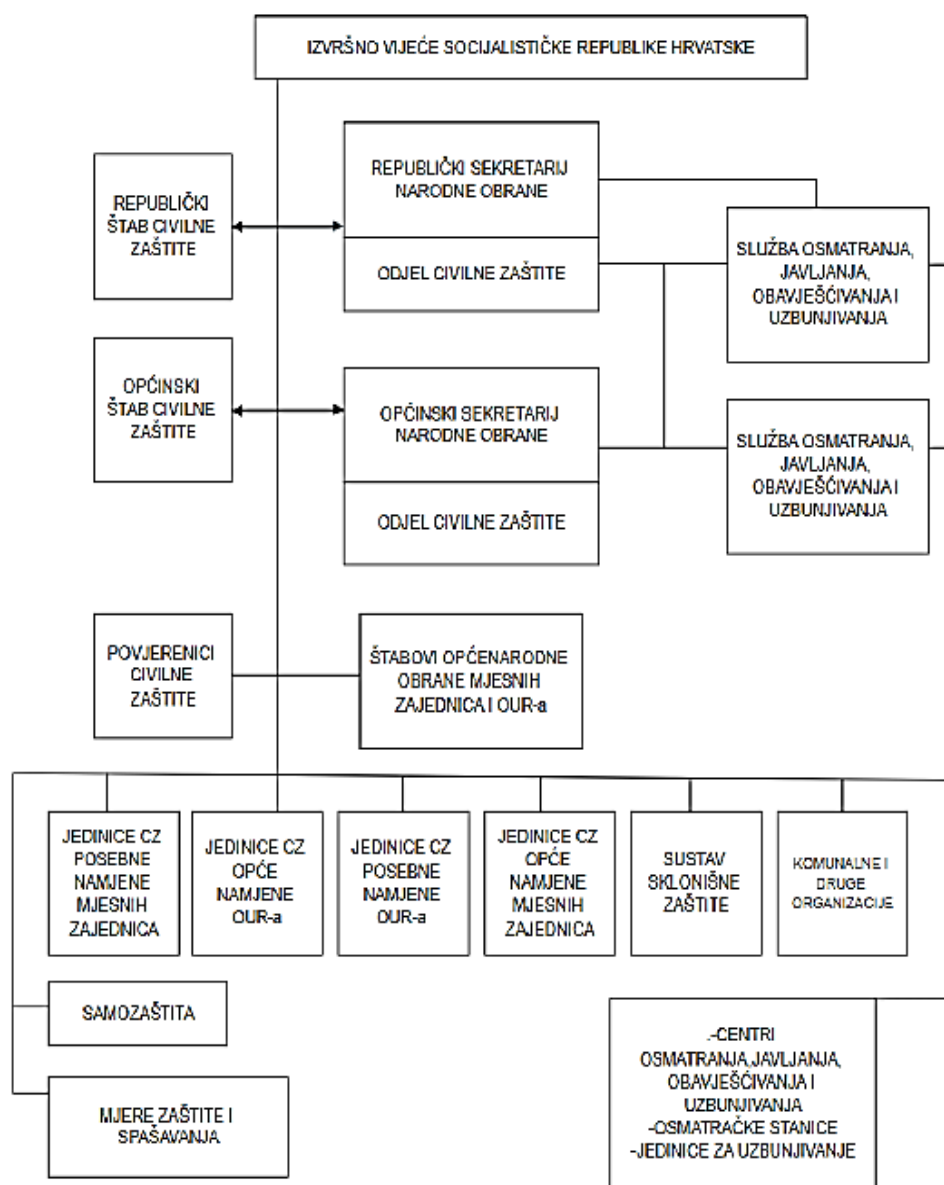 IZVRŠNO VIJEĆE SOCIJALISTIČKE REPUBLIKE HRVATSKE
REPUBLIČKI
ŠTAB CIVILNE
ZAŠTITE
REPUBLIČKI SEKRETARIJ
NARODNE OBRANE
ODJEL CIVILNE ZAŠTITE
SLUŽBA OSMATRANJA,
JAVLJANJA,
OBAVJEŠĆIVANJA I
UZBUNJIVANJA
OPĆINSKI
ŠTAB CIVILNE
ZAŠTITE
OPĆINSKI SEKRETARIJ
NARODNE OBRANE
ODJEL CIVILNE ZAŠTITE
SLUŽBA OSMATRANJA,
JAVLJANJA,
OBAVJEŠĆIVANJA I
UZBUNJIVANJA
POVJERENICI
CIVILNE
ZAŠTITE
ŠTABOVI OPĆENARODNE
OBRANE MJESNIH
ZAJEDNICA I OUR-a
JEDINICE CZ
POSEBNE
NAMJENE
MJESNIH
ZAJEDNICA
JEDINICE CZ
OPĆE
NAMJENE
OUR-a
JEDINICE CZ
POSEBNE
NAMJENE
OUR-a
JEDINICE CZ
OPĆE
NAMJENE
MJESNIH
ZAJEDNICA
SUSTAV
SKLONIŠNE
ZAŠTITE
KOMUNALNE I
DRUGE
ORGANIZACIJE
SAMOZAŠTITA
MJERE ZAŠTITE I
SPAŠAVANJA
.-CENTRI
OSMATRANJA,JAVLJANJA,
OBAVJEŠĆIVANJA I
UZBUNJIVANJA
-OSMATRAČKE STANICE
-JEDINICE ZA UZBUNJIVANJE